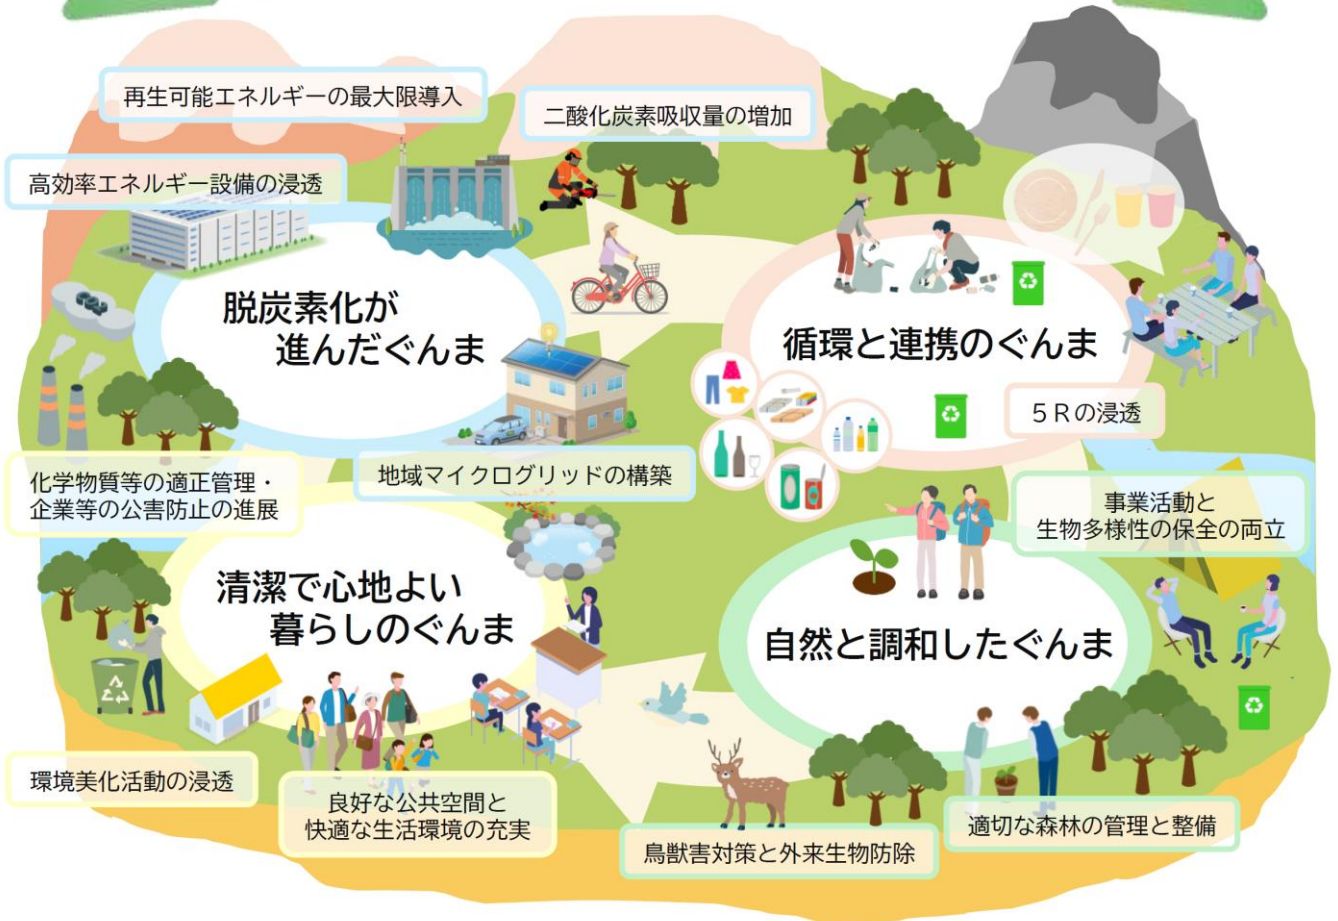 再生可能エネルギーの最大限導入
二酸化炭素吸収量の増加
高効率エネルギー設備の浸透
脱炭素化が
進んだぐんま
循環と連携のぐんま
5Rの浸透
地域マイクログリッドの構築
化学物質等の適正管理・
企業等の公害防止の進展
事業活動と
生物多様性の保全の両立
清潔で心地よい
暮らしのぐんま
自然と調和したぐんま
環境美化活動の浸透
良好な公共空間と
快適な生活環境の充実
鳥獣害対策と外来生物防除
適切な森林の管理と整備